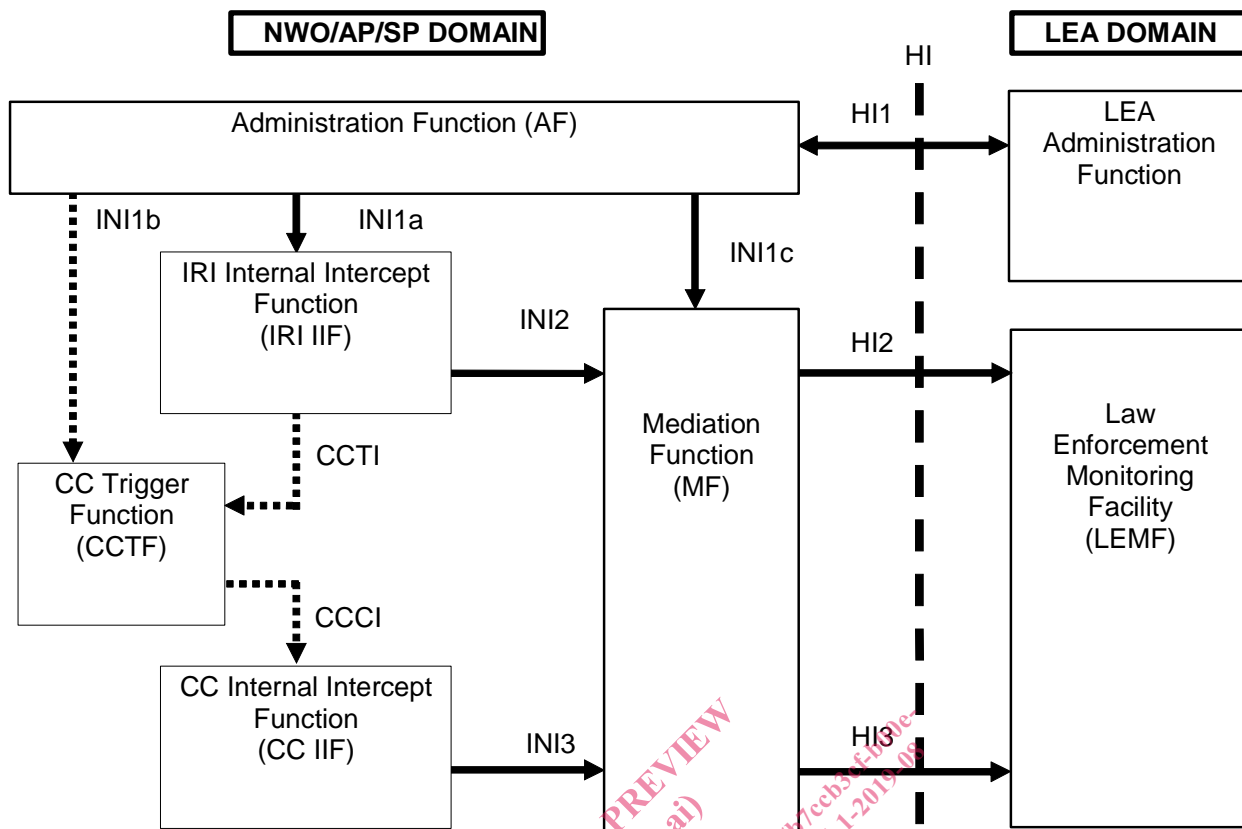 NWO/AP/SP DOMAIN
LEA DOMAIN
HI
Administration Function (AF)
HI1
LEA
Administration
Function
INI1b
INI1a
INI1c
IRI Internal Intercept
Function
(IRI IIF)
INI2
HI2
Mediation
Function
(MF)
Law
Enforcement
Monitoring
Facility
(LEMF)
CCTI
CC Trigger
Function
(CCTF)
CCCI
CC Internal Intercept
Function
(CC IIF)
INI3
HI3
PREVIEW